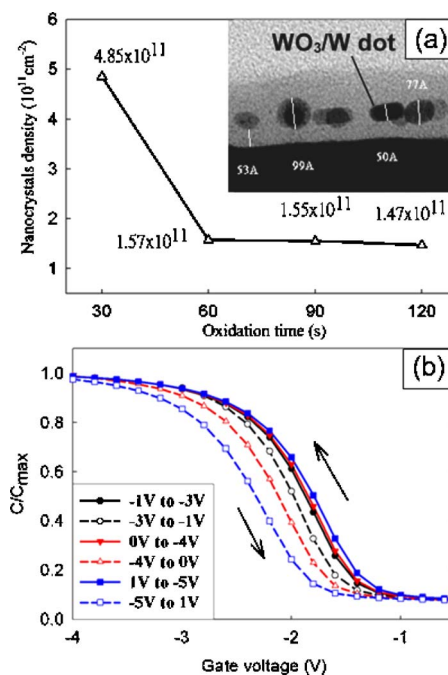 (a)
WO3/W dot
77A
53A
99A
50A
4.85x10^11
1.57x10^11
1.55x10^11
1.47x10^11
Nanocrystals density (10^11cm^-2)
6
5
4
3
2
1
30
60
90
120
Oxidation time (s)
(b)
C/Cmax
1.0
0.8
0.6
0.4
0.2
0.0
-1V to -3V
-3V to -1V
0V to -4V
-4V to 0V
1V to -5V
-5V to 1V
-4
-3
-2
-1
Gate voltage (V)